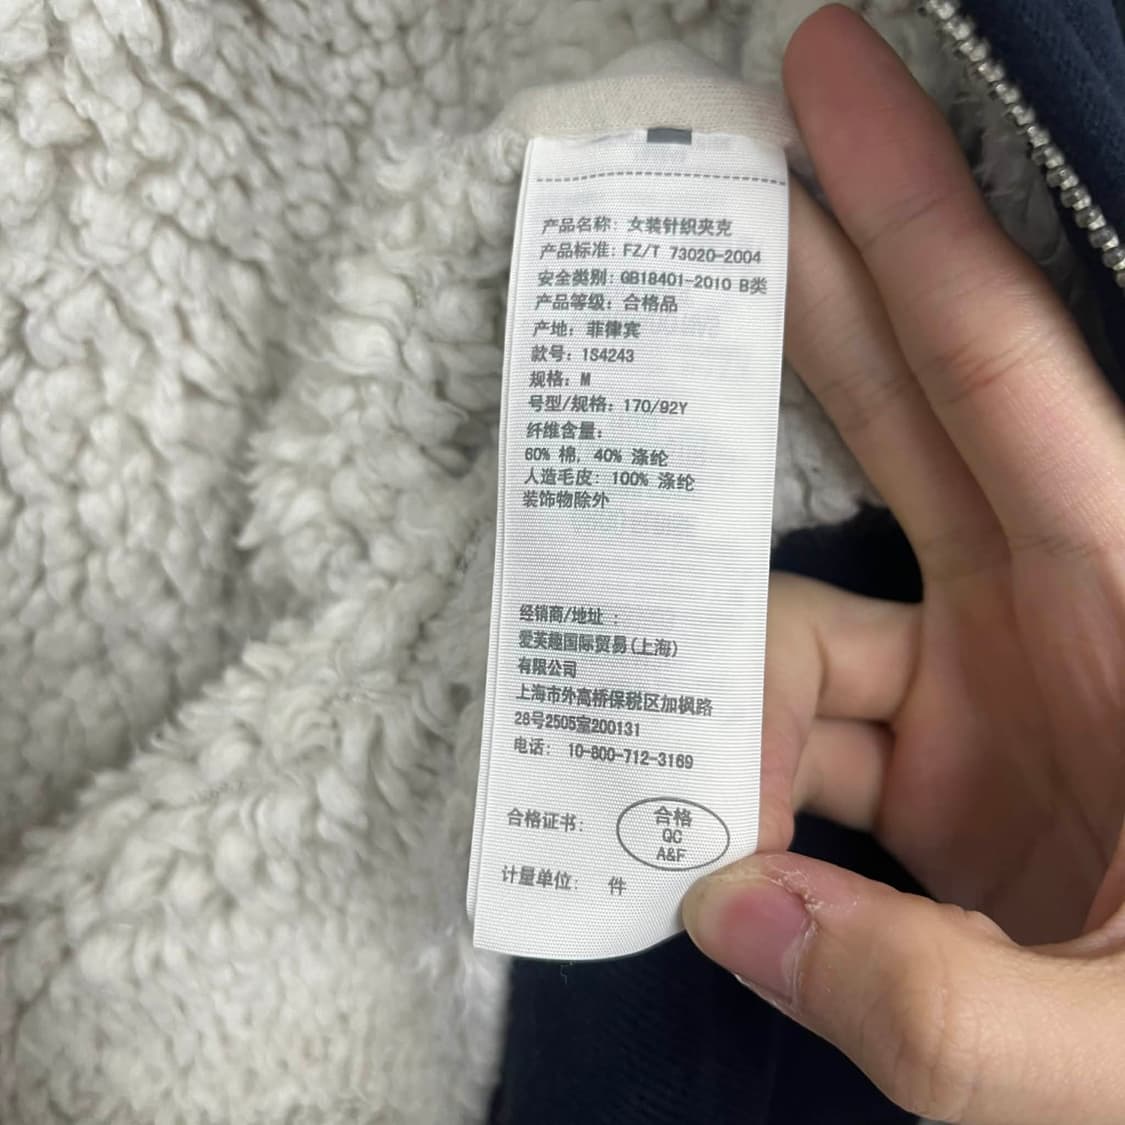 产品名称: 女装针织夹克
产品标准: FZ/T 73020-2004
安全类别: GB18401-2010 B类
产品等级: 合格品
产地: 菲律宾
款号: 1S4243
规格: M
号型/规格: 170/92Y
纤维含量:
60% 棉, 40% 涤纶
人造毛皮: 100% 涤纶
装饰物除外
经销商/地址 :
爱芙趣国际贸易(上海)
有限公司
上海市外高桥保税区加枫路
28号2505室200131
电话: 10-800-712-3169
合格证书:
合格
QC
A&F
计量单位: 件